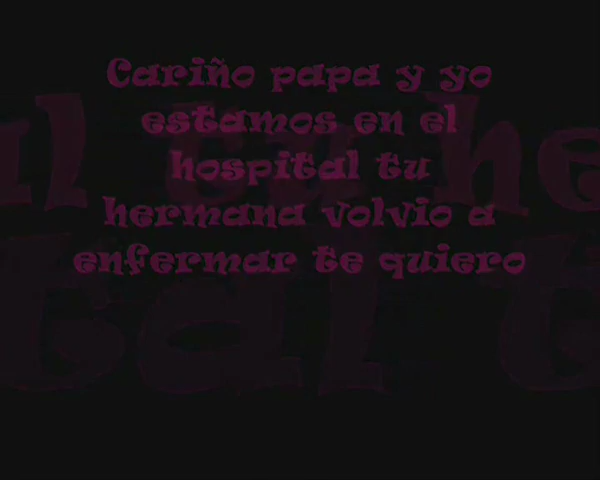 Cariño papa y yo
estamos en el
hospital tu
hermana volvio a
enfermar te quiero